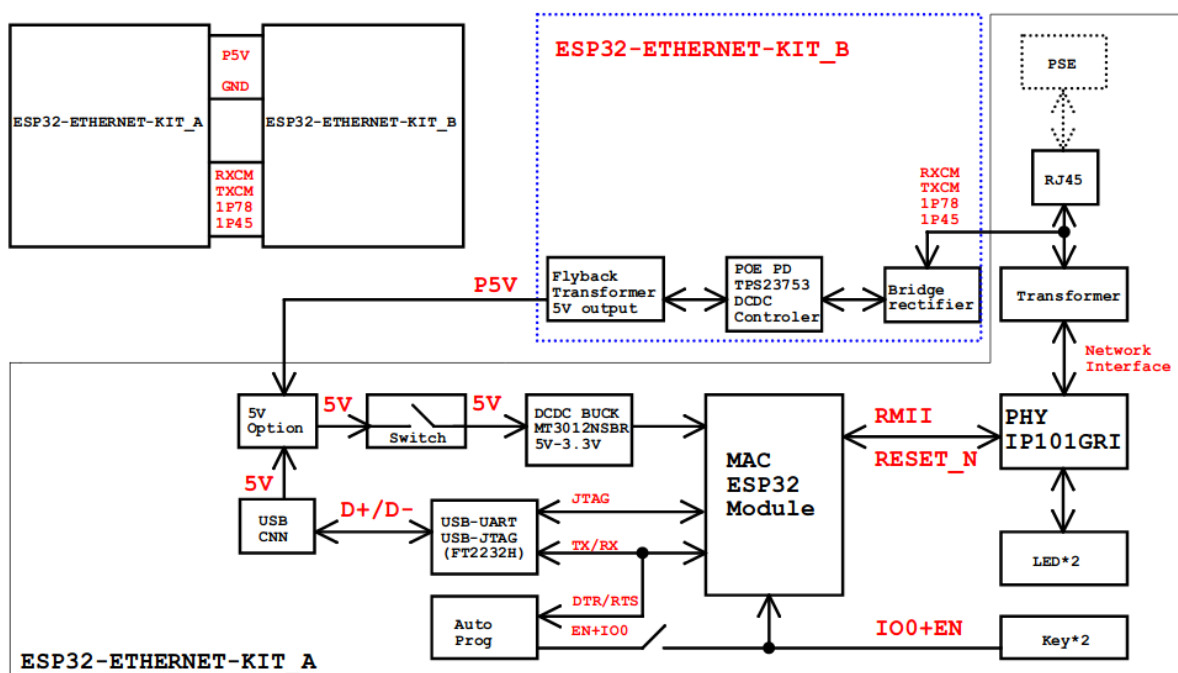 ESP32-ETHERNET-KIT_A
P5V
GND
RXCM
TXCM
1P78
1P45
ESP32-ETHERNET-KIT_B
ESP32-ETHERNET-KIT_B
PSE
RJ45
RXCM
TXCM
1P78
1P45
P5V
Flyback
Transformer
5V output
POE PD
TPS23753
DCDC
Controler
Bridge
rectifier
Transformer
Network
Interface
5V
Option
5V
Switch
5V
DCDC BUCK
MT3012NSBR
5V-3.3V
MAC
ESP32
Module
RMII
RESET_N
PHY
IP101GRI
5V
USB
CNN
D+/D-
USB-UART
USB-JTAG
(FT2232H)
JTAG
TX/RX
LED*2
DTR/RTS
Auto
Prog
EN+IO0
IO0+EN
Key*2
ESP32-ETHERNET-KIT_A